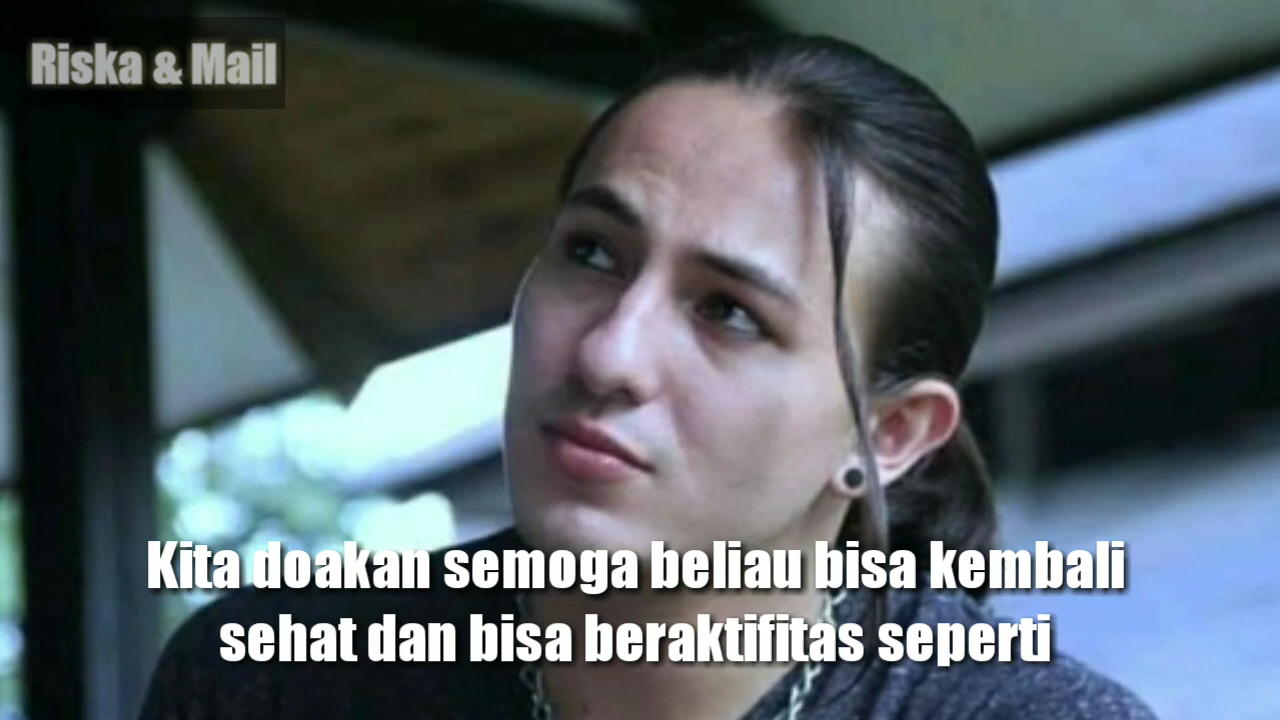 Riska & Mail
Kita doakan semoga beliau bisa kembali
sehat dan bisa beraktifitas seperti